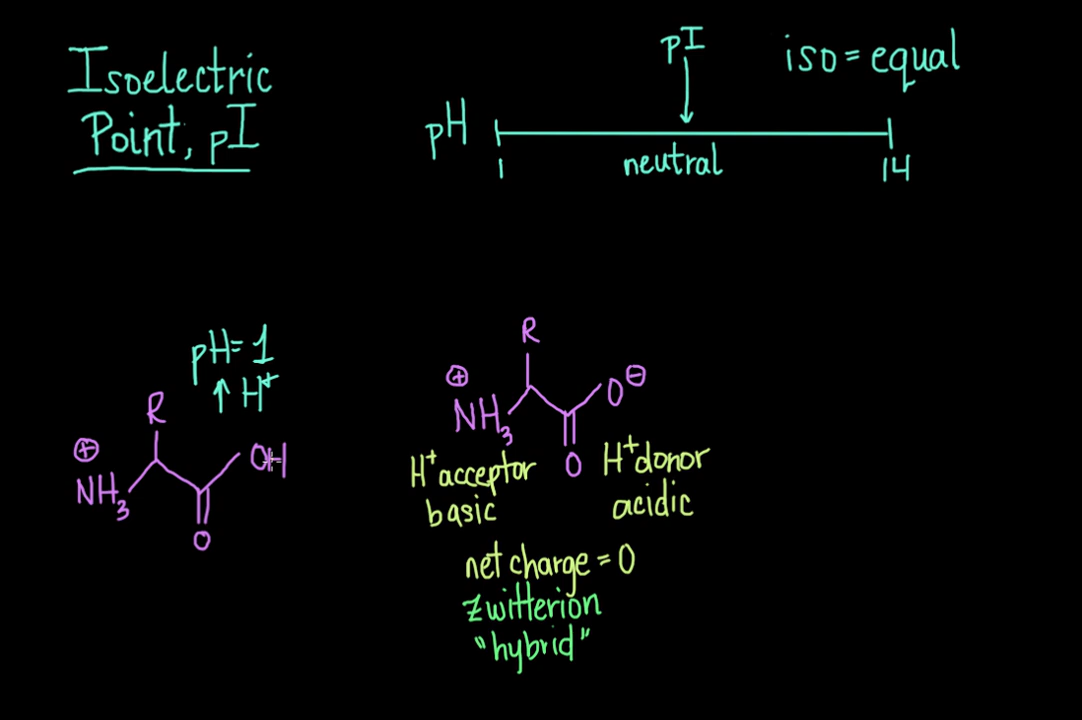 Isoelectric
Point, pI
pI
iso = equal
pH
1
neutral
14
pH = 1
↑ H⁺
R
⊕
NH₃
OH
O
R
⊕
NH₃
O⊖
O
H⁺acceptor
basic
H⁺donor
acidic
net charge = 0
zwitterion
"hybrid"